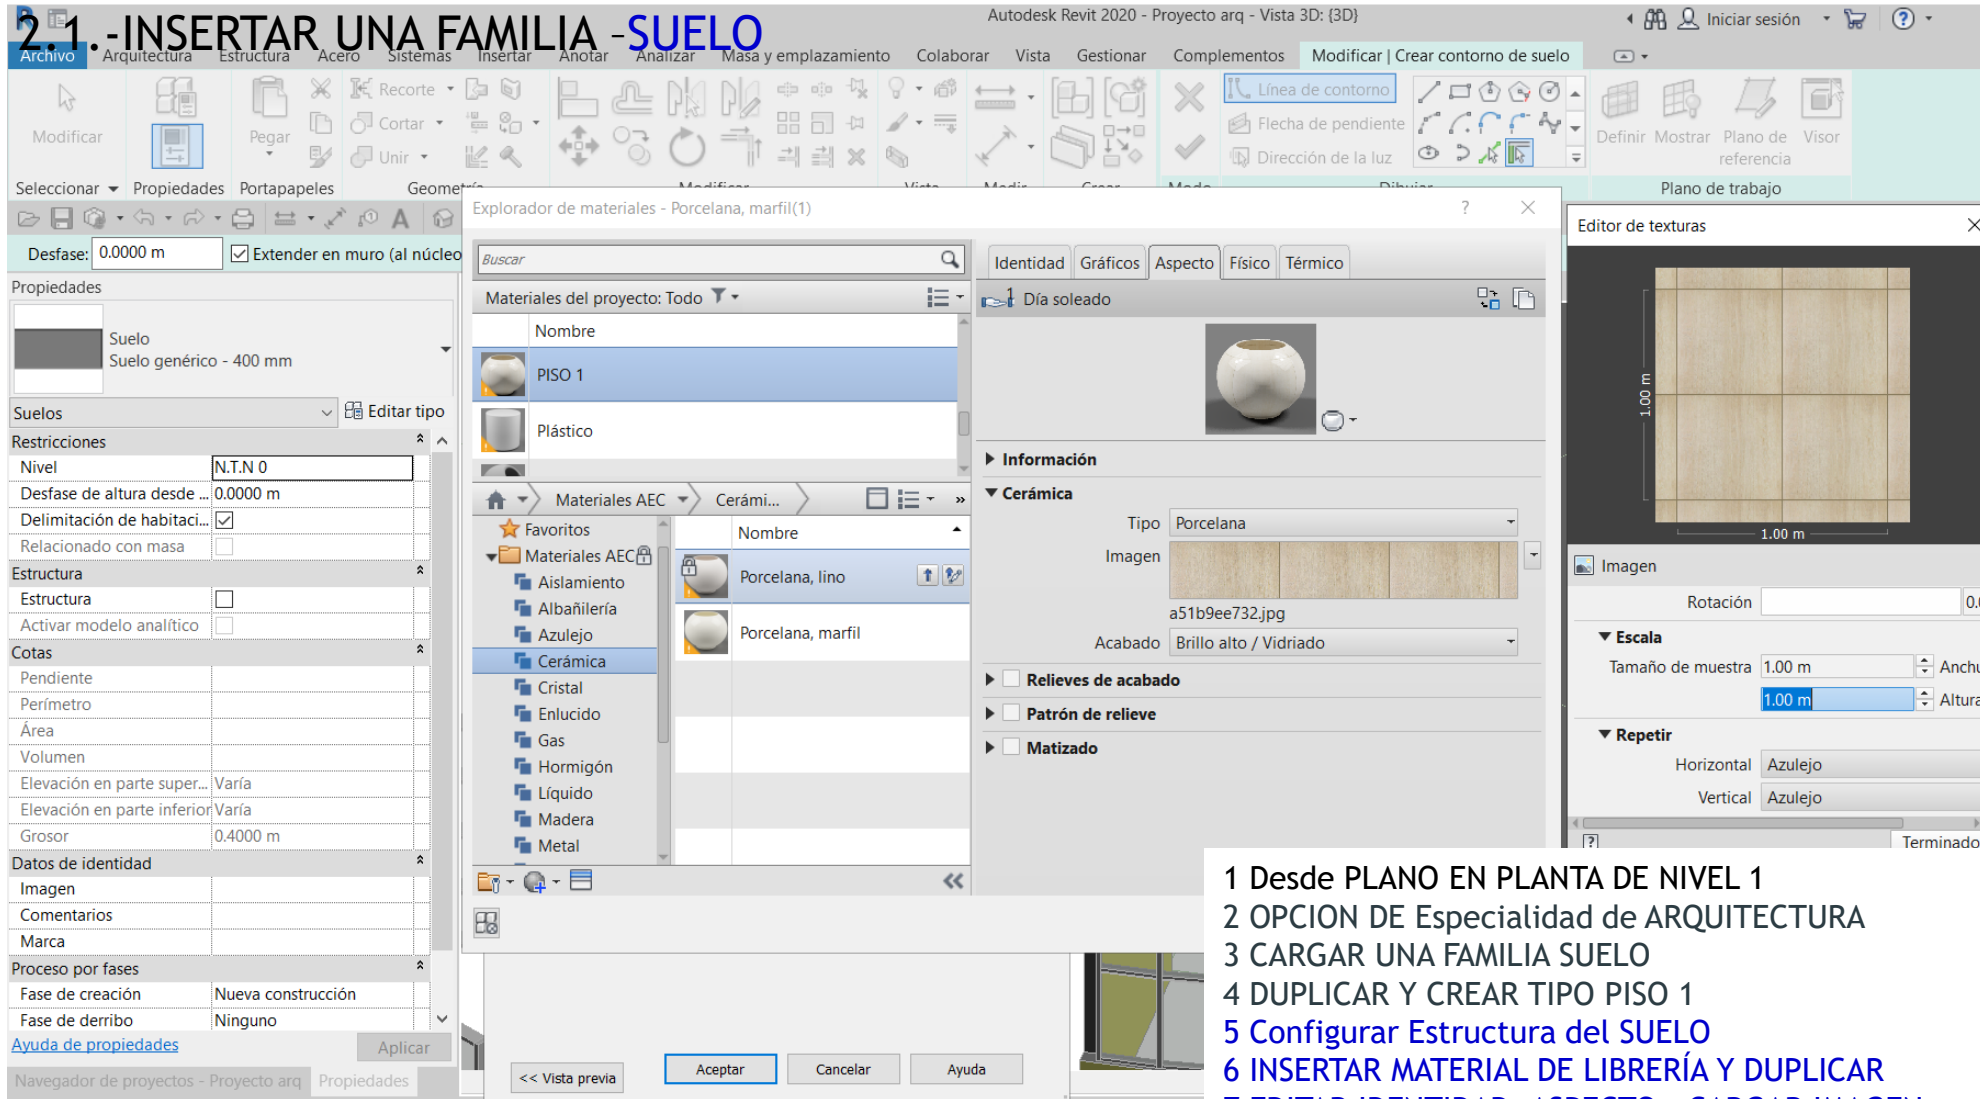 2.1.-INSERTAR UNA FAMILIA -SUELO
Autodesk Revit 2020 - Proyecto arq - Vista 3D: {3D}
Iniciar sesión
Archivo Arquitectura Estructura Acero Sistemas Insertar Anotar Analizar Masa y emplazamiento Colaborar Vista Gestionar Complementos Modificar | Crear contorno de suelo
Modificar
Pegar
Recorte
Cortar
Unir
Línea de contorno
Flecha de pendiente
Dirección de la luz
Definir Mostrar Plano de referencia Visor
Seleccionar Propiedades Portapapeles Geometría Modificar Vista Medir Crear Modo Dibujar Plano de trabajo
Desfase: 0.0000 m Extender en muro (al núcleo
Propiedades
Suelo
Suelo genérico - 400 mm
Suelos Editar tipo
Restricciones
Nivel N.T.N 0
Desfase de altura desde ... 0.0000 m
Delimitación de habitaci...
Relacionado con masa
Estructura
Estructura
Activar modelo analítico
Cotas
Pendiente
Perímetro
Área
Volumen
Elevación en parte super... Varía
Elevación en parte inferior Varía
Grosor 0.4000 m
Datos de identidad
Imagen
Comentarios
Marca
Proceso por fases
Fase de creación Nueva construcción
Fase de derribo Ninguno
Ayuda de propiedades Aplicar
Navegador de proyectos - Proyecto arq Propiedades
Explorador de materiales - Porcelana, marfil(1) ?
Buscar
Materiales del proyecto: Todo
Nombre
PISO 1
Plástico
Materiales AEC Cerámi... »
Favoritos
Materiales AEC
Aislamiento
Albañilería
Azulejo
Cerámica
Cristal
Enlucido
Gas
Hormigón
Líquido
Madera
Metal
Nombre
Porcelana, lino
Porcelana, marfil
Identidad Gráficos Aspecto Físico Térmico
1 Día soleado
Información
Cerámica
Tipo Porcelana
Imagen
a51b9ee732.jpg
Acabado Brillo alto / Vidriado
Relieves de acabado
Patrón de relieve
Matizado
<< Vista previa Aceptar Cancelar Ayuda
Editor de texturas
1.00 m
1.00 m
Imagen
Rotación 0.
Escala
Tamaño de muestra 1.00 m Anchu
1.00 m Altura
Repetir
Horizontal Azulejo
Vertical Azulejo
? Terminado
1 Desde PLANO EN PLANTA DE NIVEL 1
2 OPCION DE Especialidad de ARQUITECTURA
3 CARGAR UNA FAMILIA SUELO
4 DUPLICAR Y CREAR TIPO PISO 1
5 Configurar Estructura del SUELO
6 INSERTAR MATERIAL DE LIBRERÍA Y DUPLICAR